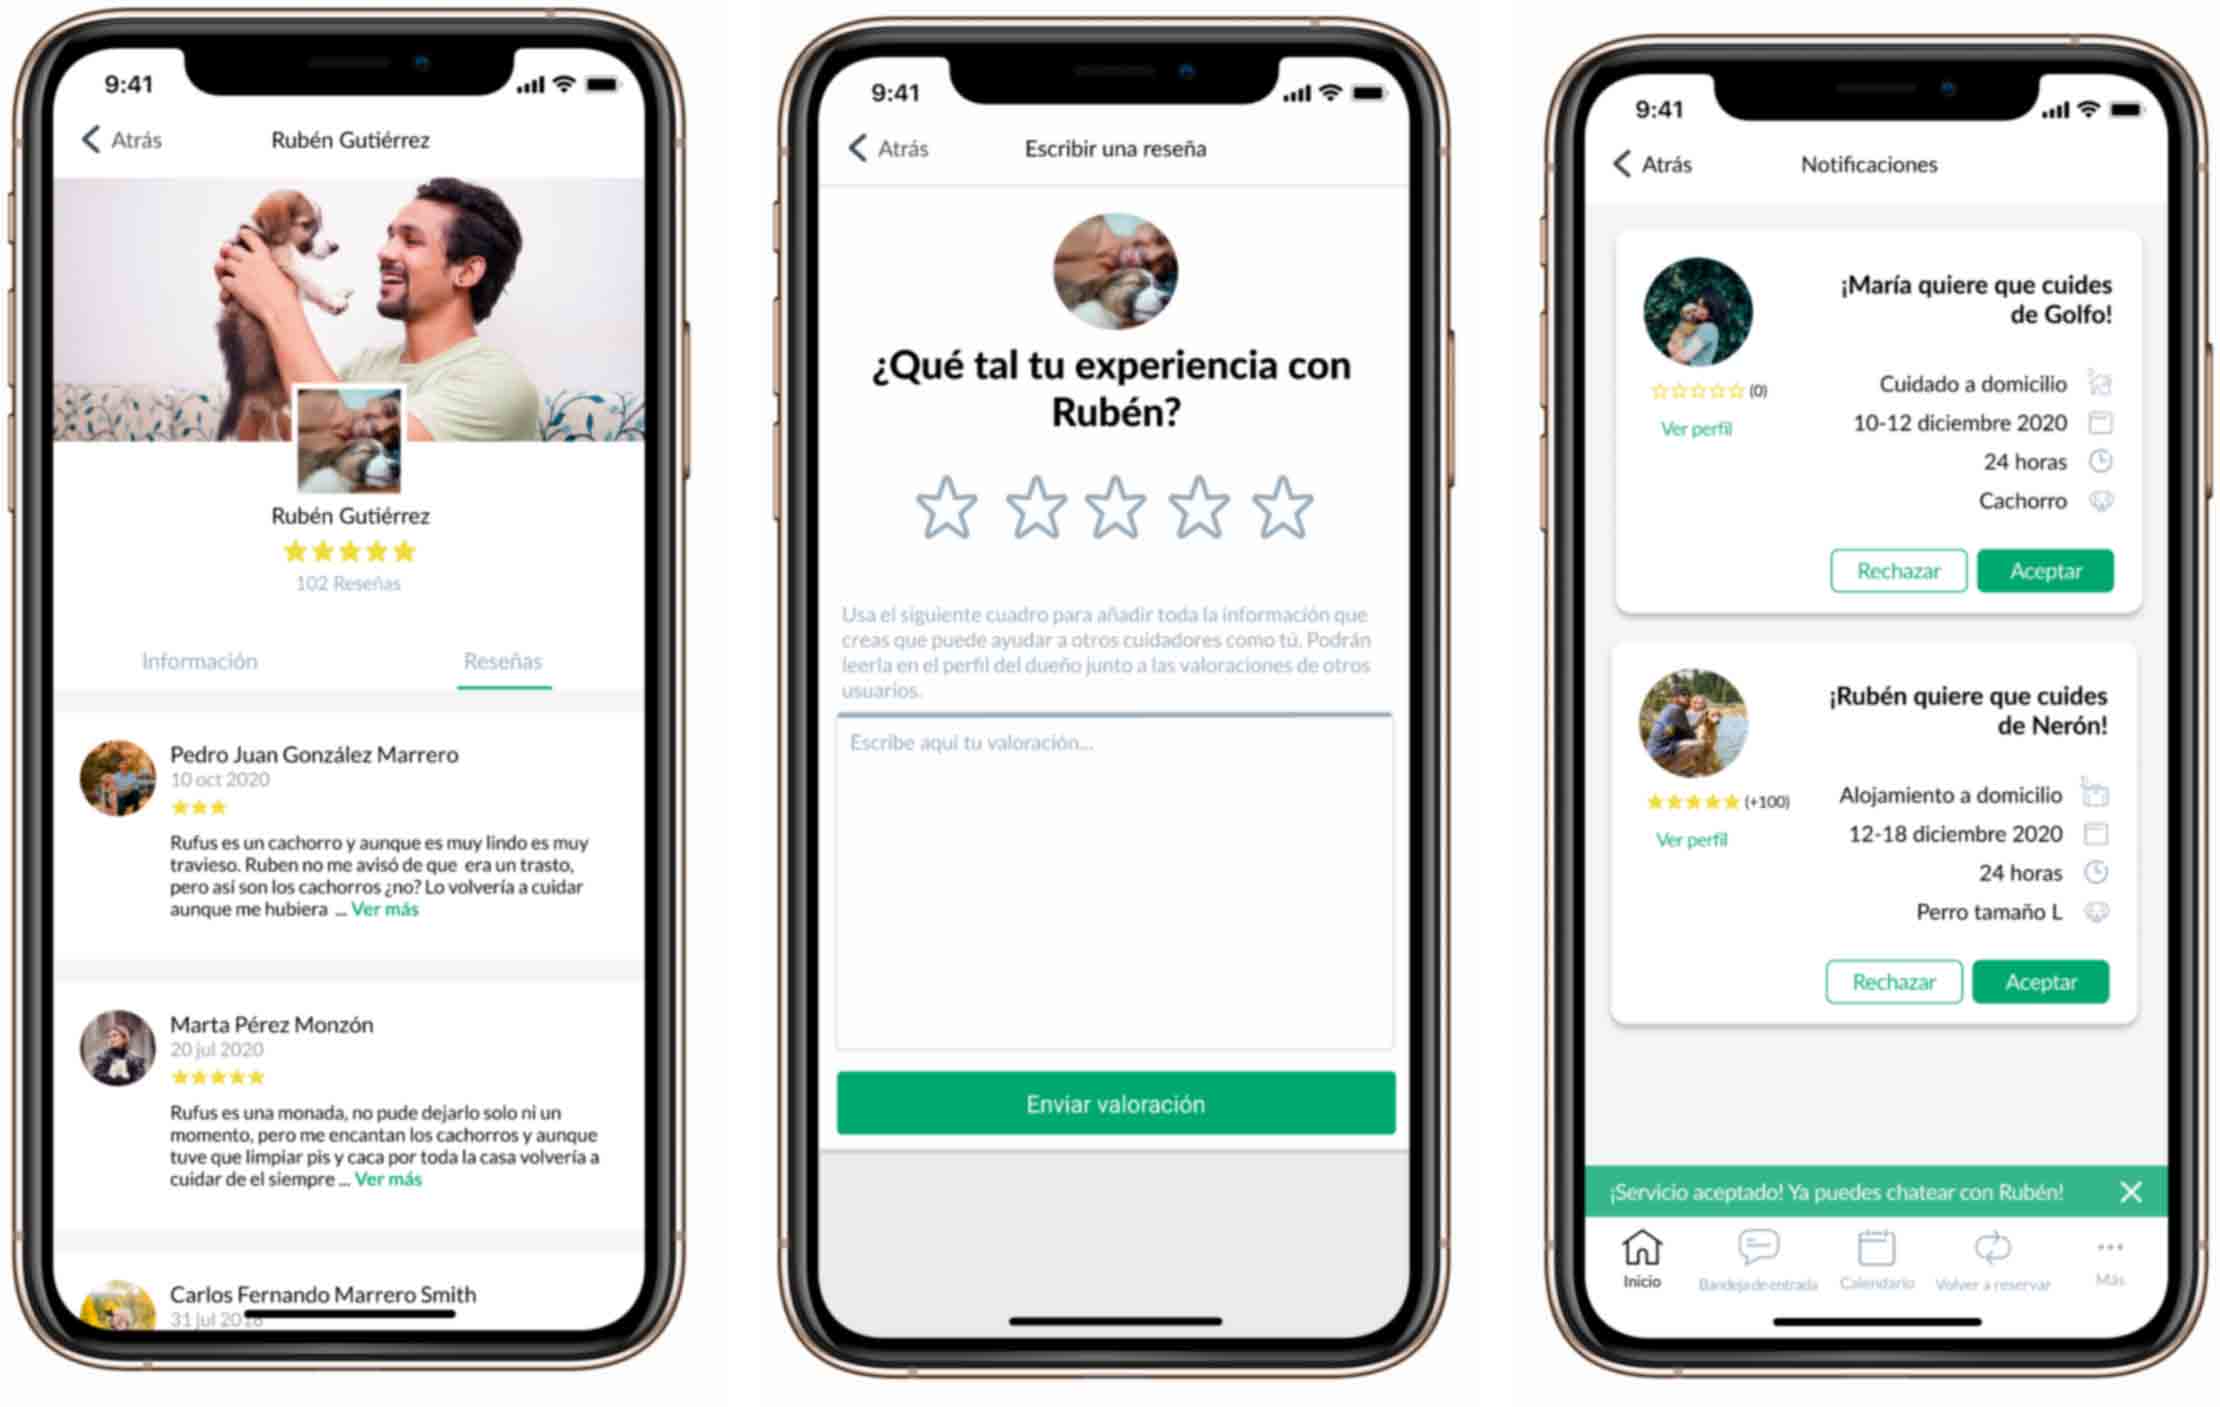 9:41
Atrás
Rubén Gutiérrez
Rubén Gutiérrez
102 Reseñas
Información
Reseñas
Pedro Juan González Marrero
10 oct 2020
Rufus es un cachorro y aunque es muy lindo es muy
travieso. Ruben no me avisó de que era un trasto,
pero así son los cachorros ¿no? Lo volvería a cuidar
aunque me hubiera ... Ver más
Marta Pérez Monzón
20 jul 2020
Rufus es una monada, no pude dejarlo solo ni un
momento, pero me encantan los cachorros y aunque
tuve que limpiar pis y caca por toda la casa volvería a
cuidar de el siempre ... Ver más
Carlos Fernando Marrero Smith
31 jul
9:41
Atrás
Escribir una reseña
¿Qué tal tu experiencia con
Rubén?
Usa el siguiente cuadro para añadir toda la información que
creas que puede ayudar a otros cuidadores como tú. Podrán
leerla en el perfil del dueño junto a las valoraciones de otros
usuarios.
Escribe aquí tu valoración...
Enviar valoración
9:41
Atrás
Notificaciones
¡María quiere que cuides
de Golfo!
(0)
Ver perfil
Cuidado a domicilio
10-12 diciembre 2020
24 horas
Cachorro
Rechazar
Aceptar
¡Rubén quiere que cuides
de Nerón!
(+100)
Ver perfil
Alojamiento a domicilio
12-18 diciembre 2020
24 horas
Perro tamaño L
Rechazar
Aceptar
¡Servicio aceptado! Ya puedes chatear con Rubén!
Inicio
Bandeja de entrada
Calendario
Volver a reservar
Más